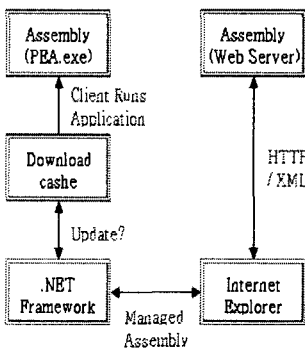 Assembly
(PEA.exe)
Assembly
(Web Server)
Client Runs
Application
Download
cashe
HTTP
/ XML
Update?
.NET
Framework
Internet
Explorer
Managed
Assembly